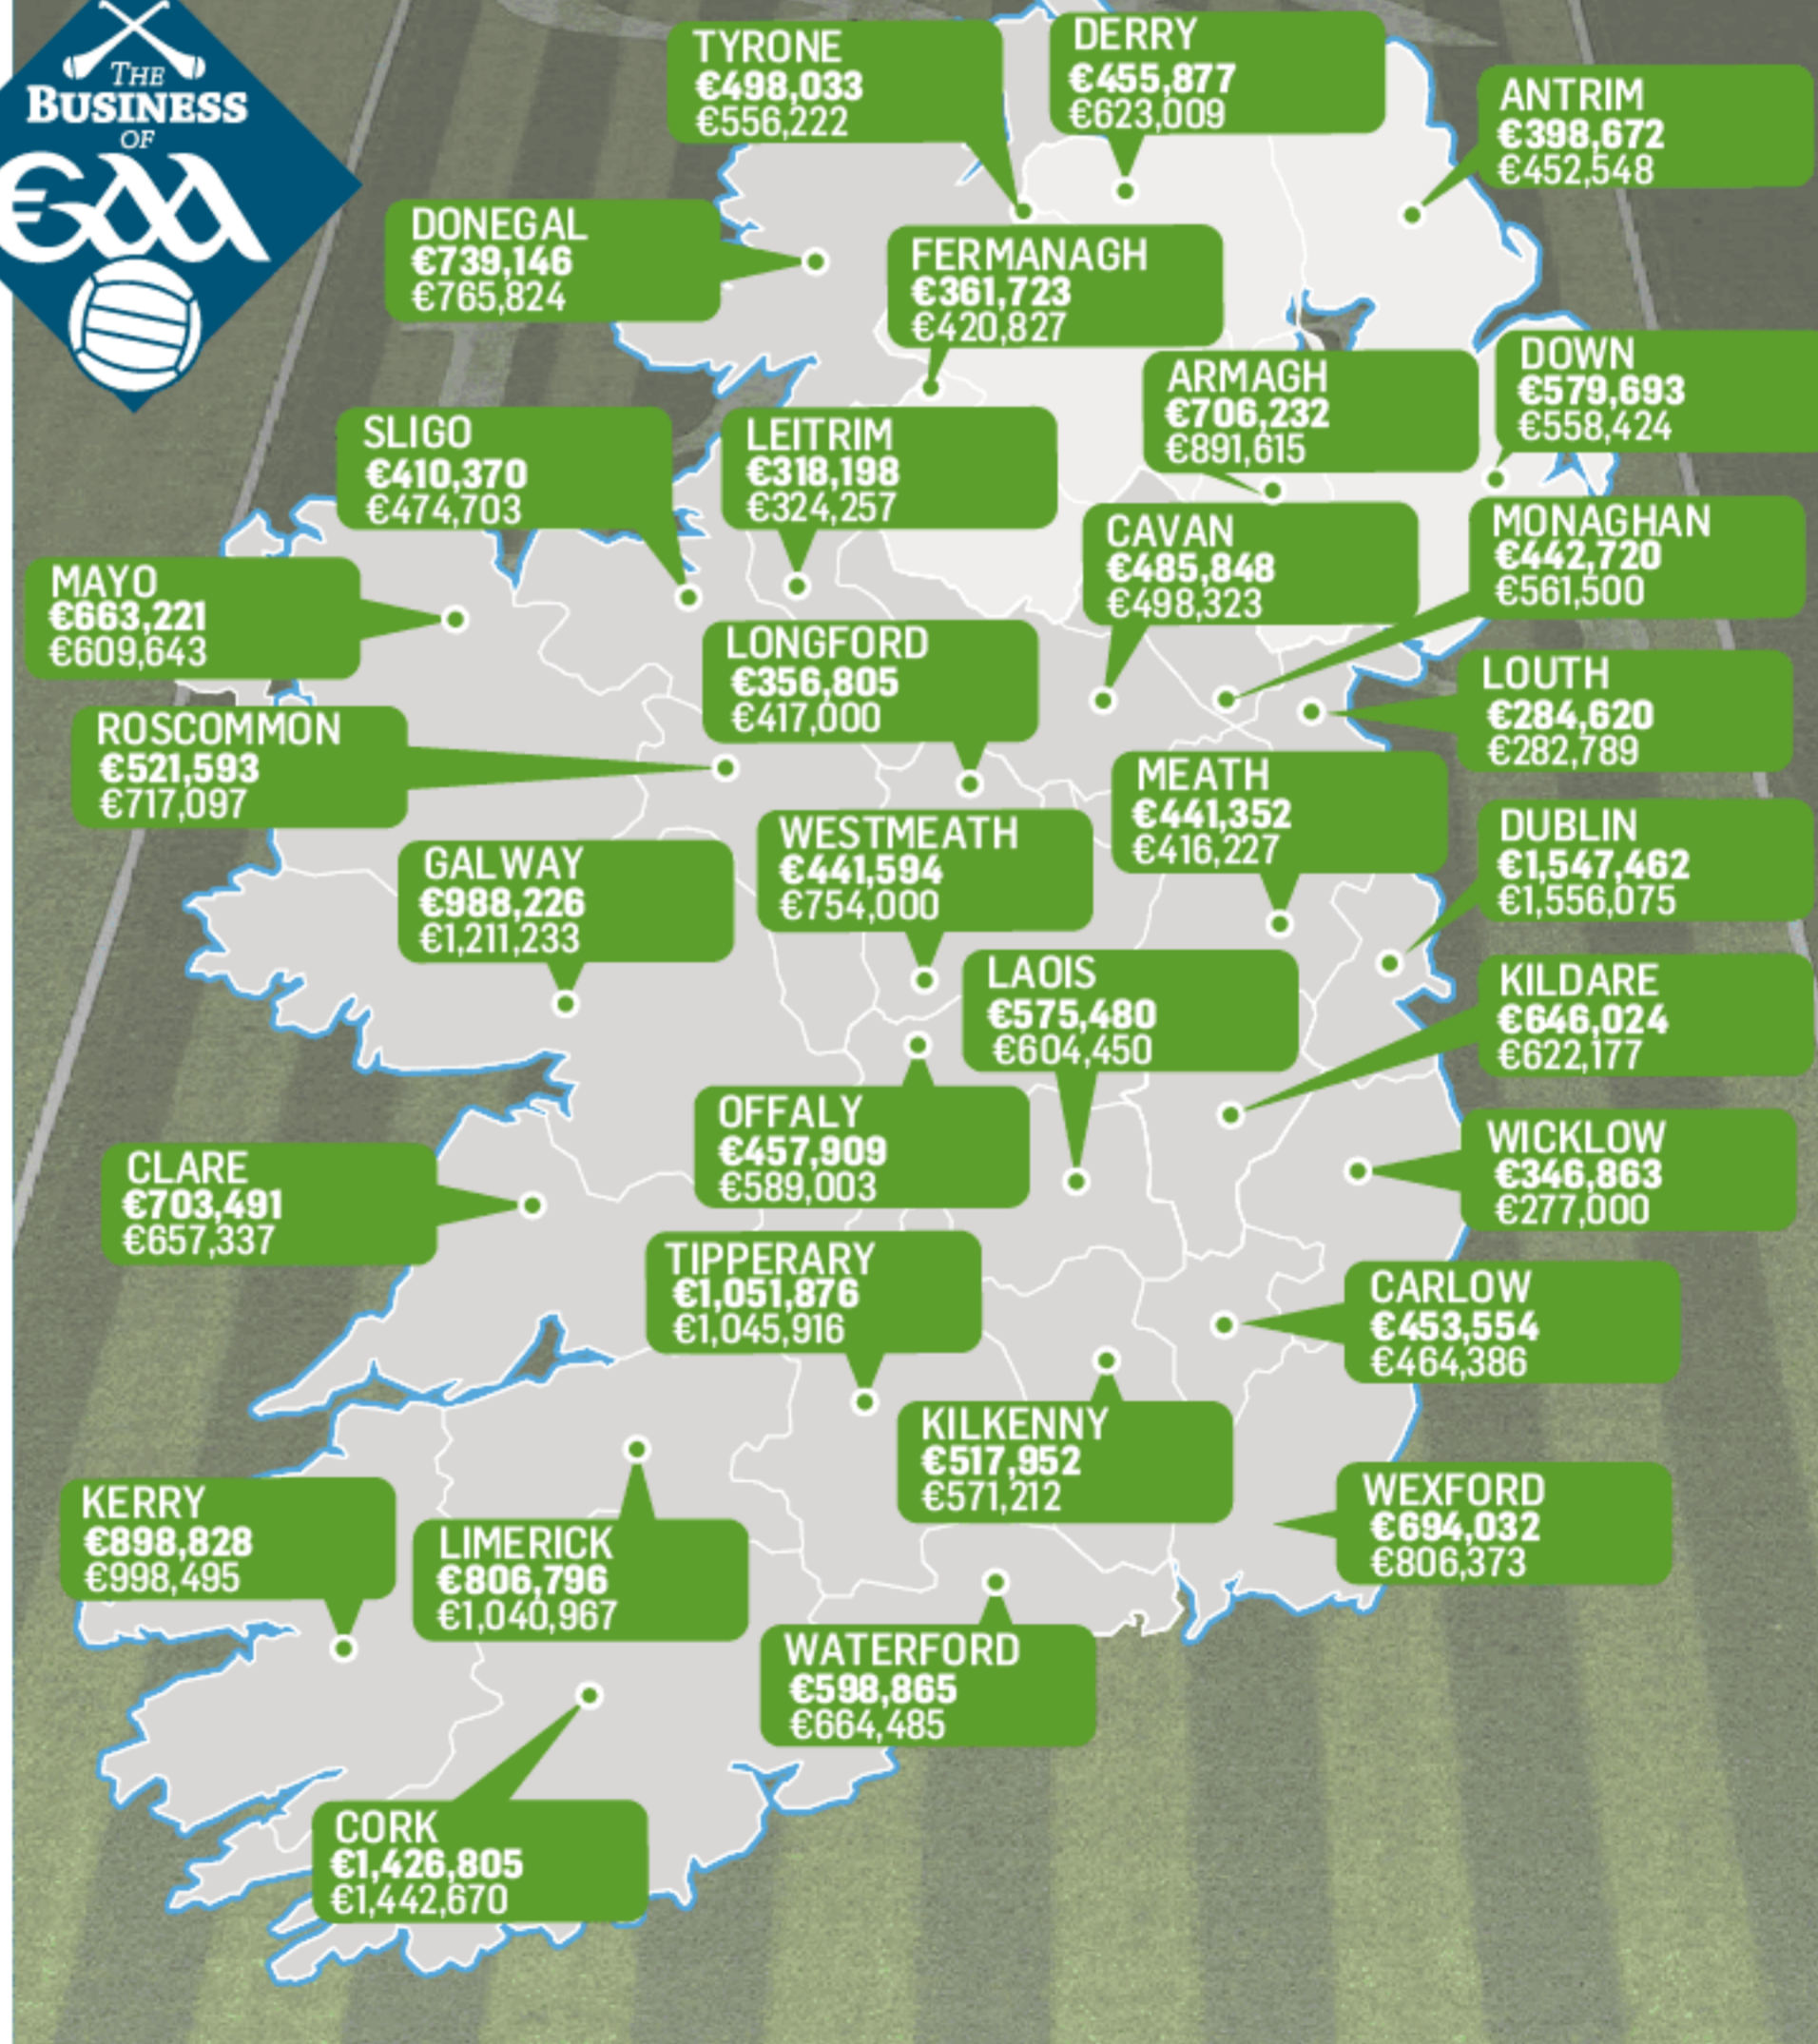 THE
BUSINESS
OF
GAA
TYRONE
€498,033
€556,222
DERRY
€455,877
€623,009
ANTRIM
€398,672
€452,548
DONEGAL
€739,146
€765,824
FERMANAGH
€361,723
€420,827
ARMAGH
€706,232
€891,615
DOWN
€579,693
€558,424
SLIGO
€410,370
€474,703
LEITRIM
€318,198
€324,257
CAVAN
€485,848
€498,323
MONAGHAN
€442,720
€561,500
MAYO
€663,221
€609,643
LONGFORD
€356,805
€417,000
LOUTH
€284,620
€282,789
ROSCOMMON
€521,593
€717,097
MEATH
€441,352
€416,227
GALWAY
€988,226
€1,211,233
WESTMEATH
€441,594
€754,000
DUBLIN
€1,547,462
€1,556,075
LAOIS
€575,480
€604,450
KILDARE
€646,024
€622,177
OFFALY
€457,909
€589,003
WICKLOW
€346,863
€277,000
CLARE
€703,491
€657,337
TIPPERARY
€1,051,876
€1,045,916
CARLOW
€453,554
€464,386
KILKENNY
€517,952
€571,212
WEXFORD
€694,032
€806,373
KERRY
€898,828
€998,495
LIMERICK
€806,796
€1,040,967
WATERFORD
€598,865
€664,485
CORK
€1,426,805
€1,442,670